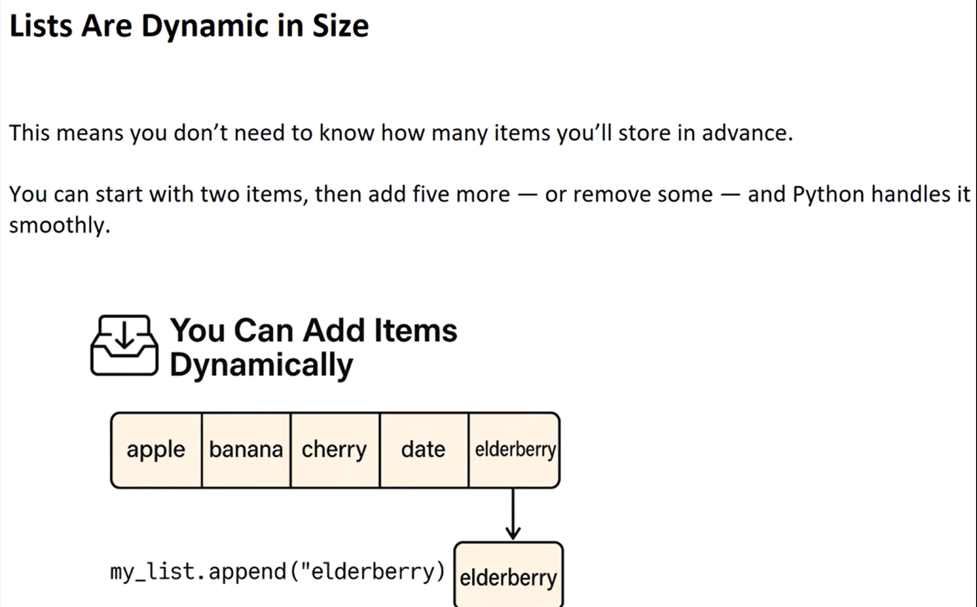 Lists Are Dynamic in Size
This means you don’t need to know how many items you’ll store in advance.
You can start with two items, then add five more — or remove some — and Python handles it
smoothly.
You Can Add Items
Dynamically
apple banana cherry date elderberry
my_list.append("elderberry) elderberry